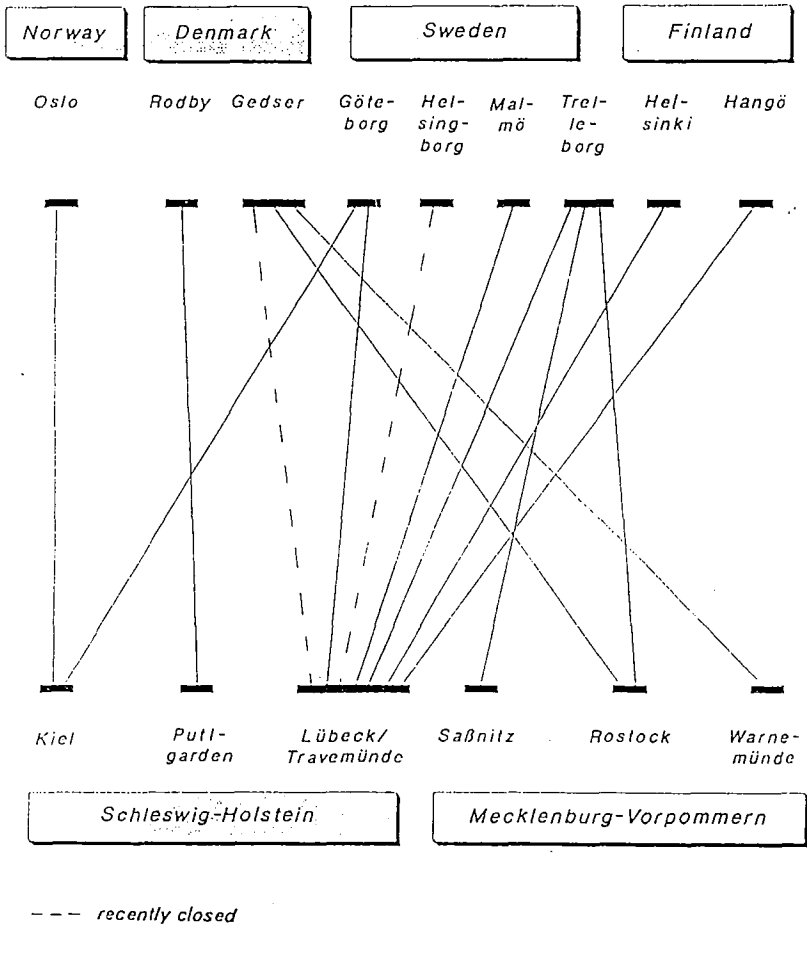 Norway Denmark Sweden Finland
Oslo Rodby Gedser Göte- Hel- Mal- Trel- Hel- Hangö
borg sing- mö le- sinki
borg borg
Kiel Putt- Lübeck/ Saßnitz Rostock Warne-
garden Travemünde münde
Schleswig-Holstein Mecklenburg-Vorpommern
--- recently closed